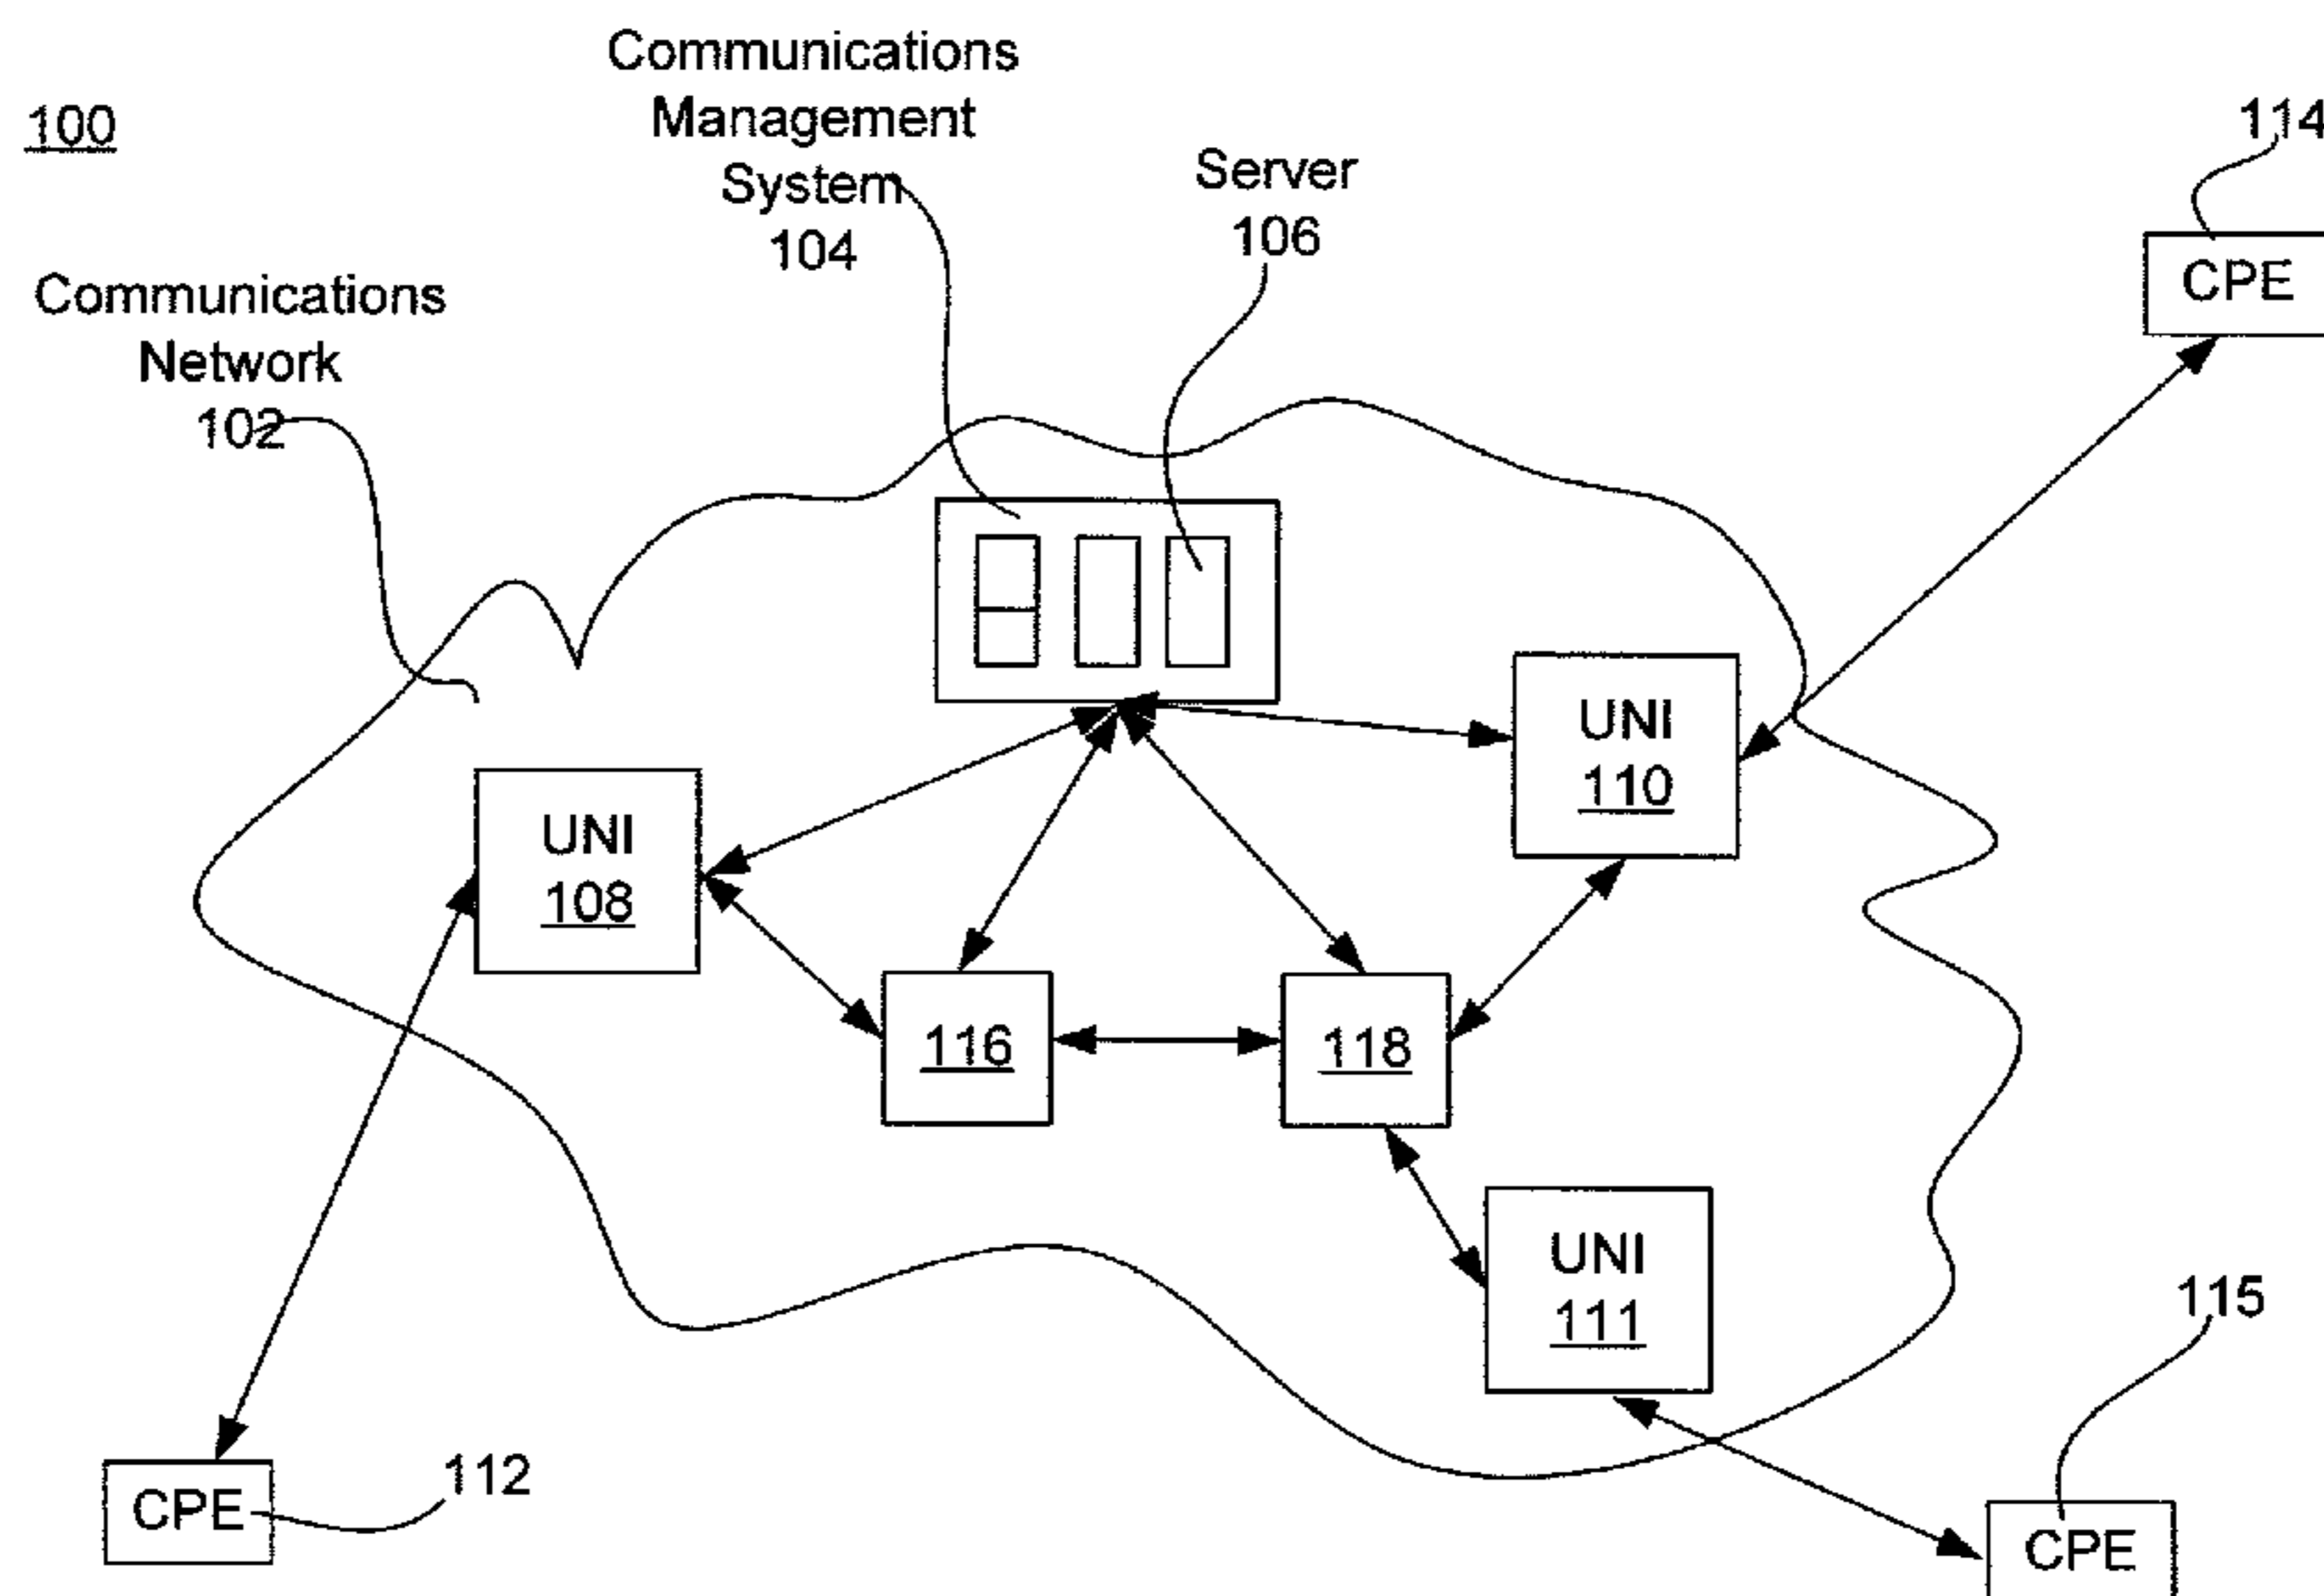 Communications
Management
System
104
100
114
Server
106
CPE
Communications
Network
102
UNI
110
UNI
108
116
118
UNI
111
115
112
CPE
CPE